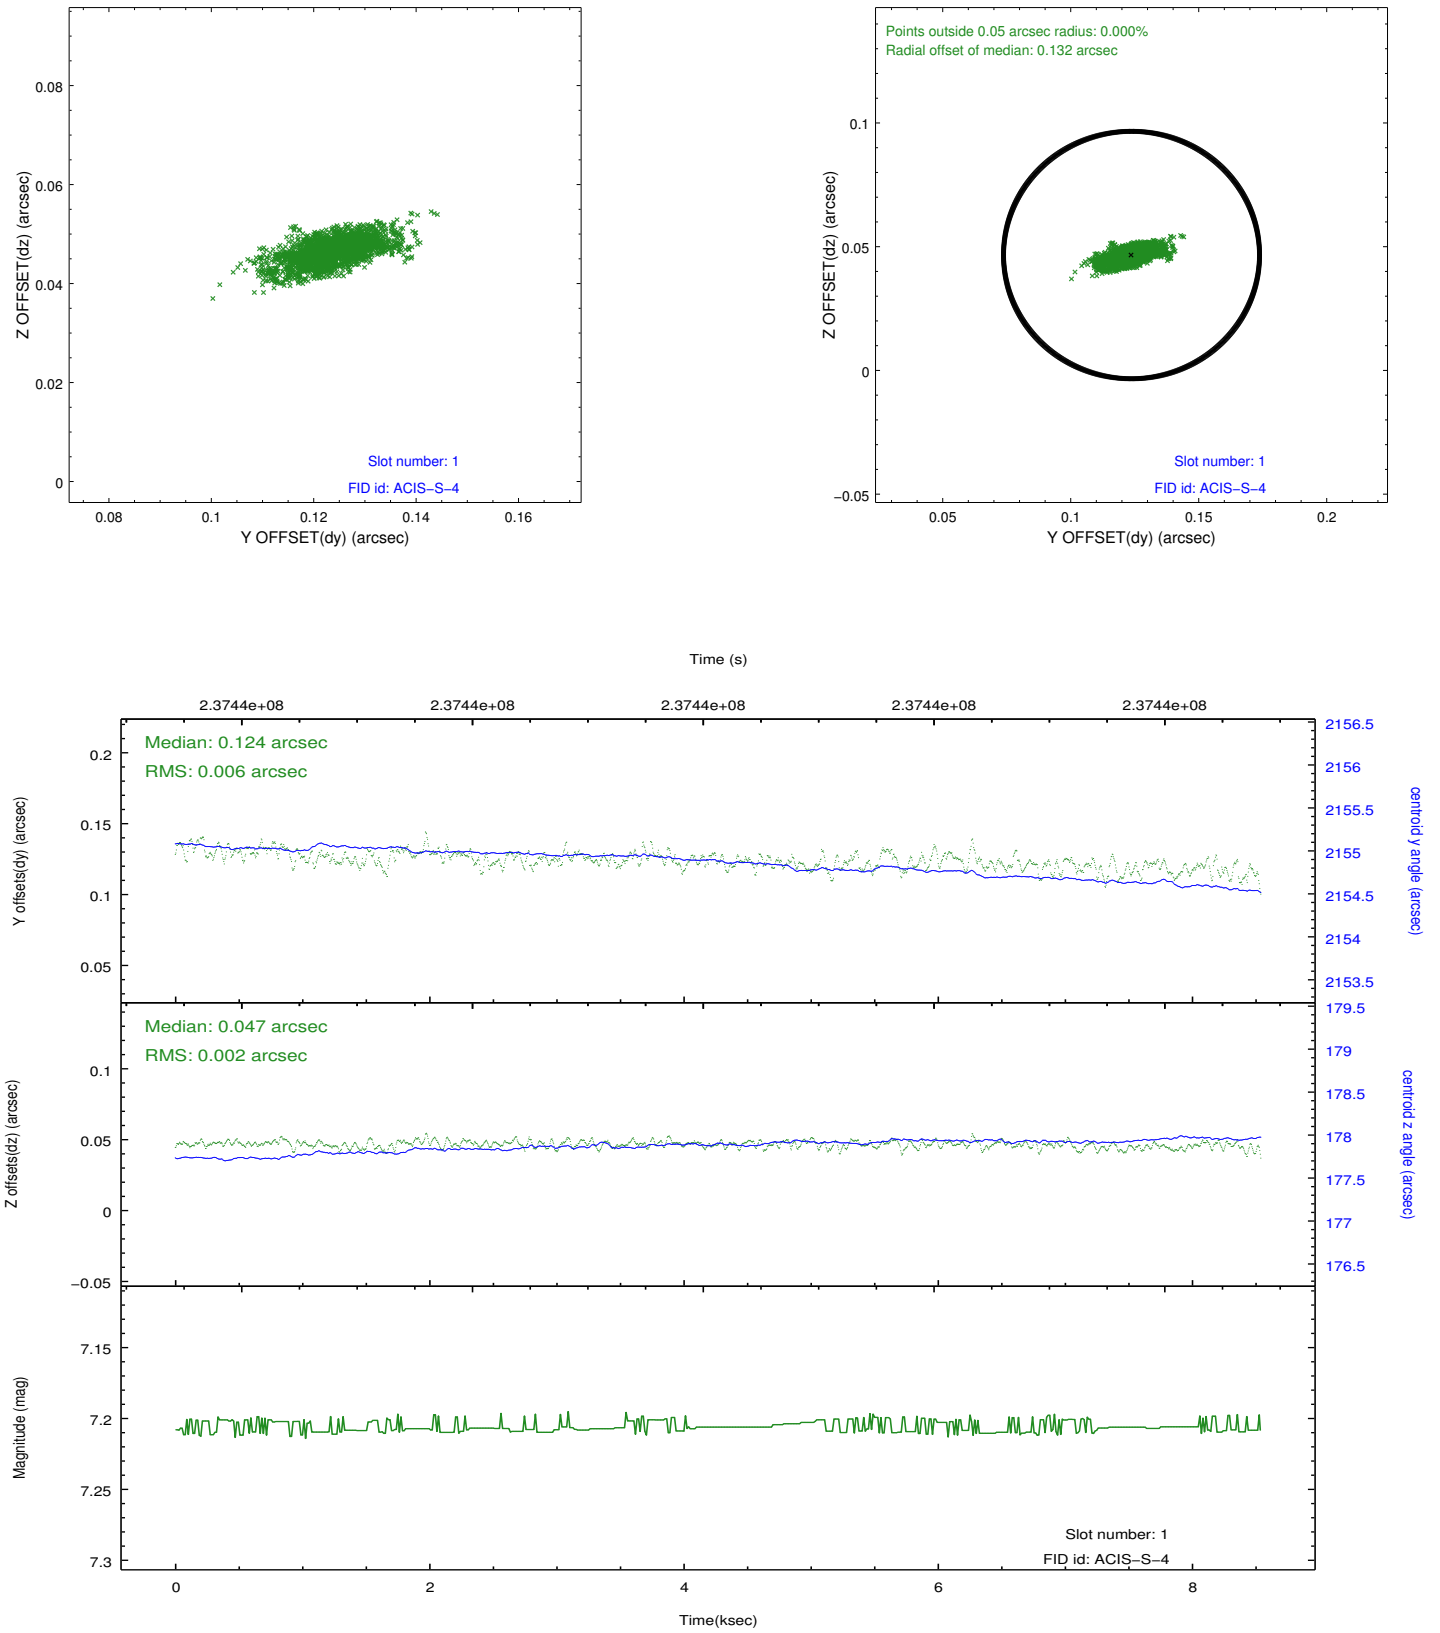 0.08
0.06
0.04
0.02
0
Z OFFSET(dz) (arcsec)
Slot number: 1
FID id: ACIS−S−4
0.08 0.1 0.12 0.14 0.16
Y OFFSET(dy) (arcsec)
Points outside 0.05 arcsec radius: 0.000%
Radial offset of median: 0.132 arcsec
0.1
0.05
0
−0.05
Z OFFSET(dz) (arcsec)
Slot number: 1
FID id: ACIS−S−4
0.05 0.1 0.15 0.2
Y OFFSET(dy) (arcsec)
Time (s)
2.3744e+08 2.3744e+08 2.3744e+08 2.3744e+08 2.3744e+08
Median: 0.124 arcsec
RMS: 0.006 arcsec
0.2
0.15
0.1
0.05
Y offsets(dy) (arcsec)
2156.5
2156
2155.5
2155
2154.5
2154
2153.5
centroid y angle (arcsec)
Median: 0.047 arcsec
RMS: 0.002 arcsec
0.1
0.05
0
−0.05
Z offsets(dz) (arcsec)
179.5
179
178.5
178
177.5
177
176.5
centroid z angle (arcsec)
7.15
7.2
7.25
7.3
Magnitude (mag)
Slot number: 1
FID id: ACIS−S−4
0 2 4 6 8
Time(ksec)